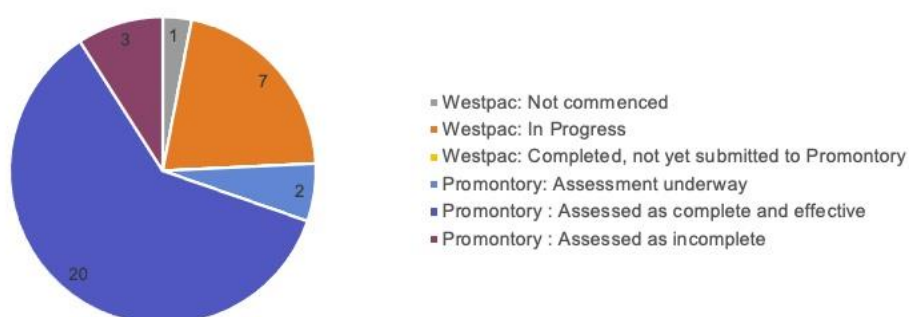 3
1
7
2
20
Westpac: Not commenced
Westpac: In Progress
Westpac: Completed, not yet submitted to Promontory
Promontory: Assessment underway
Promontory : Assessed as complete and effective
Promontory : Assessed as incomplete